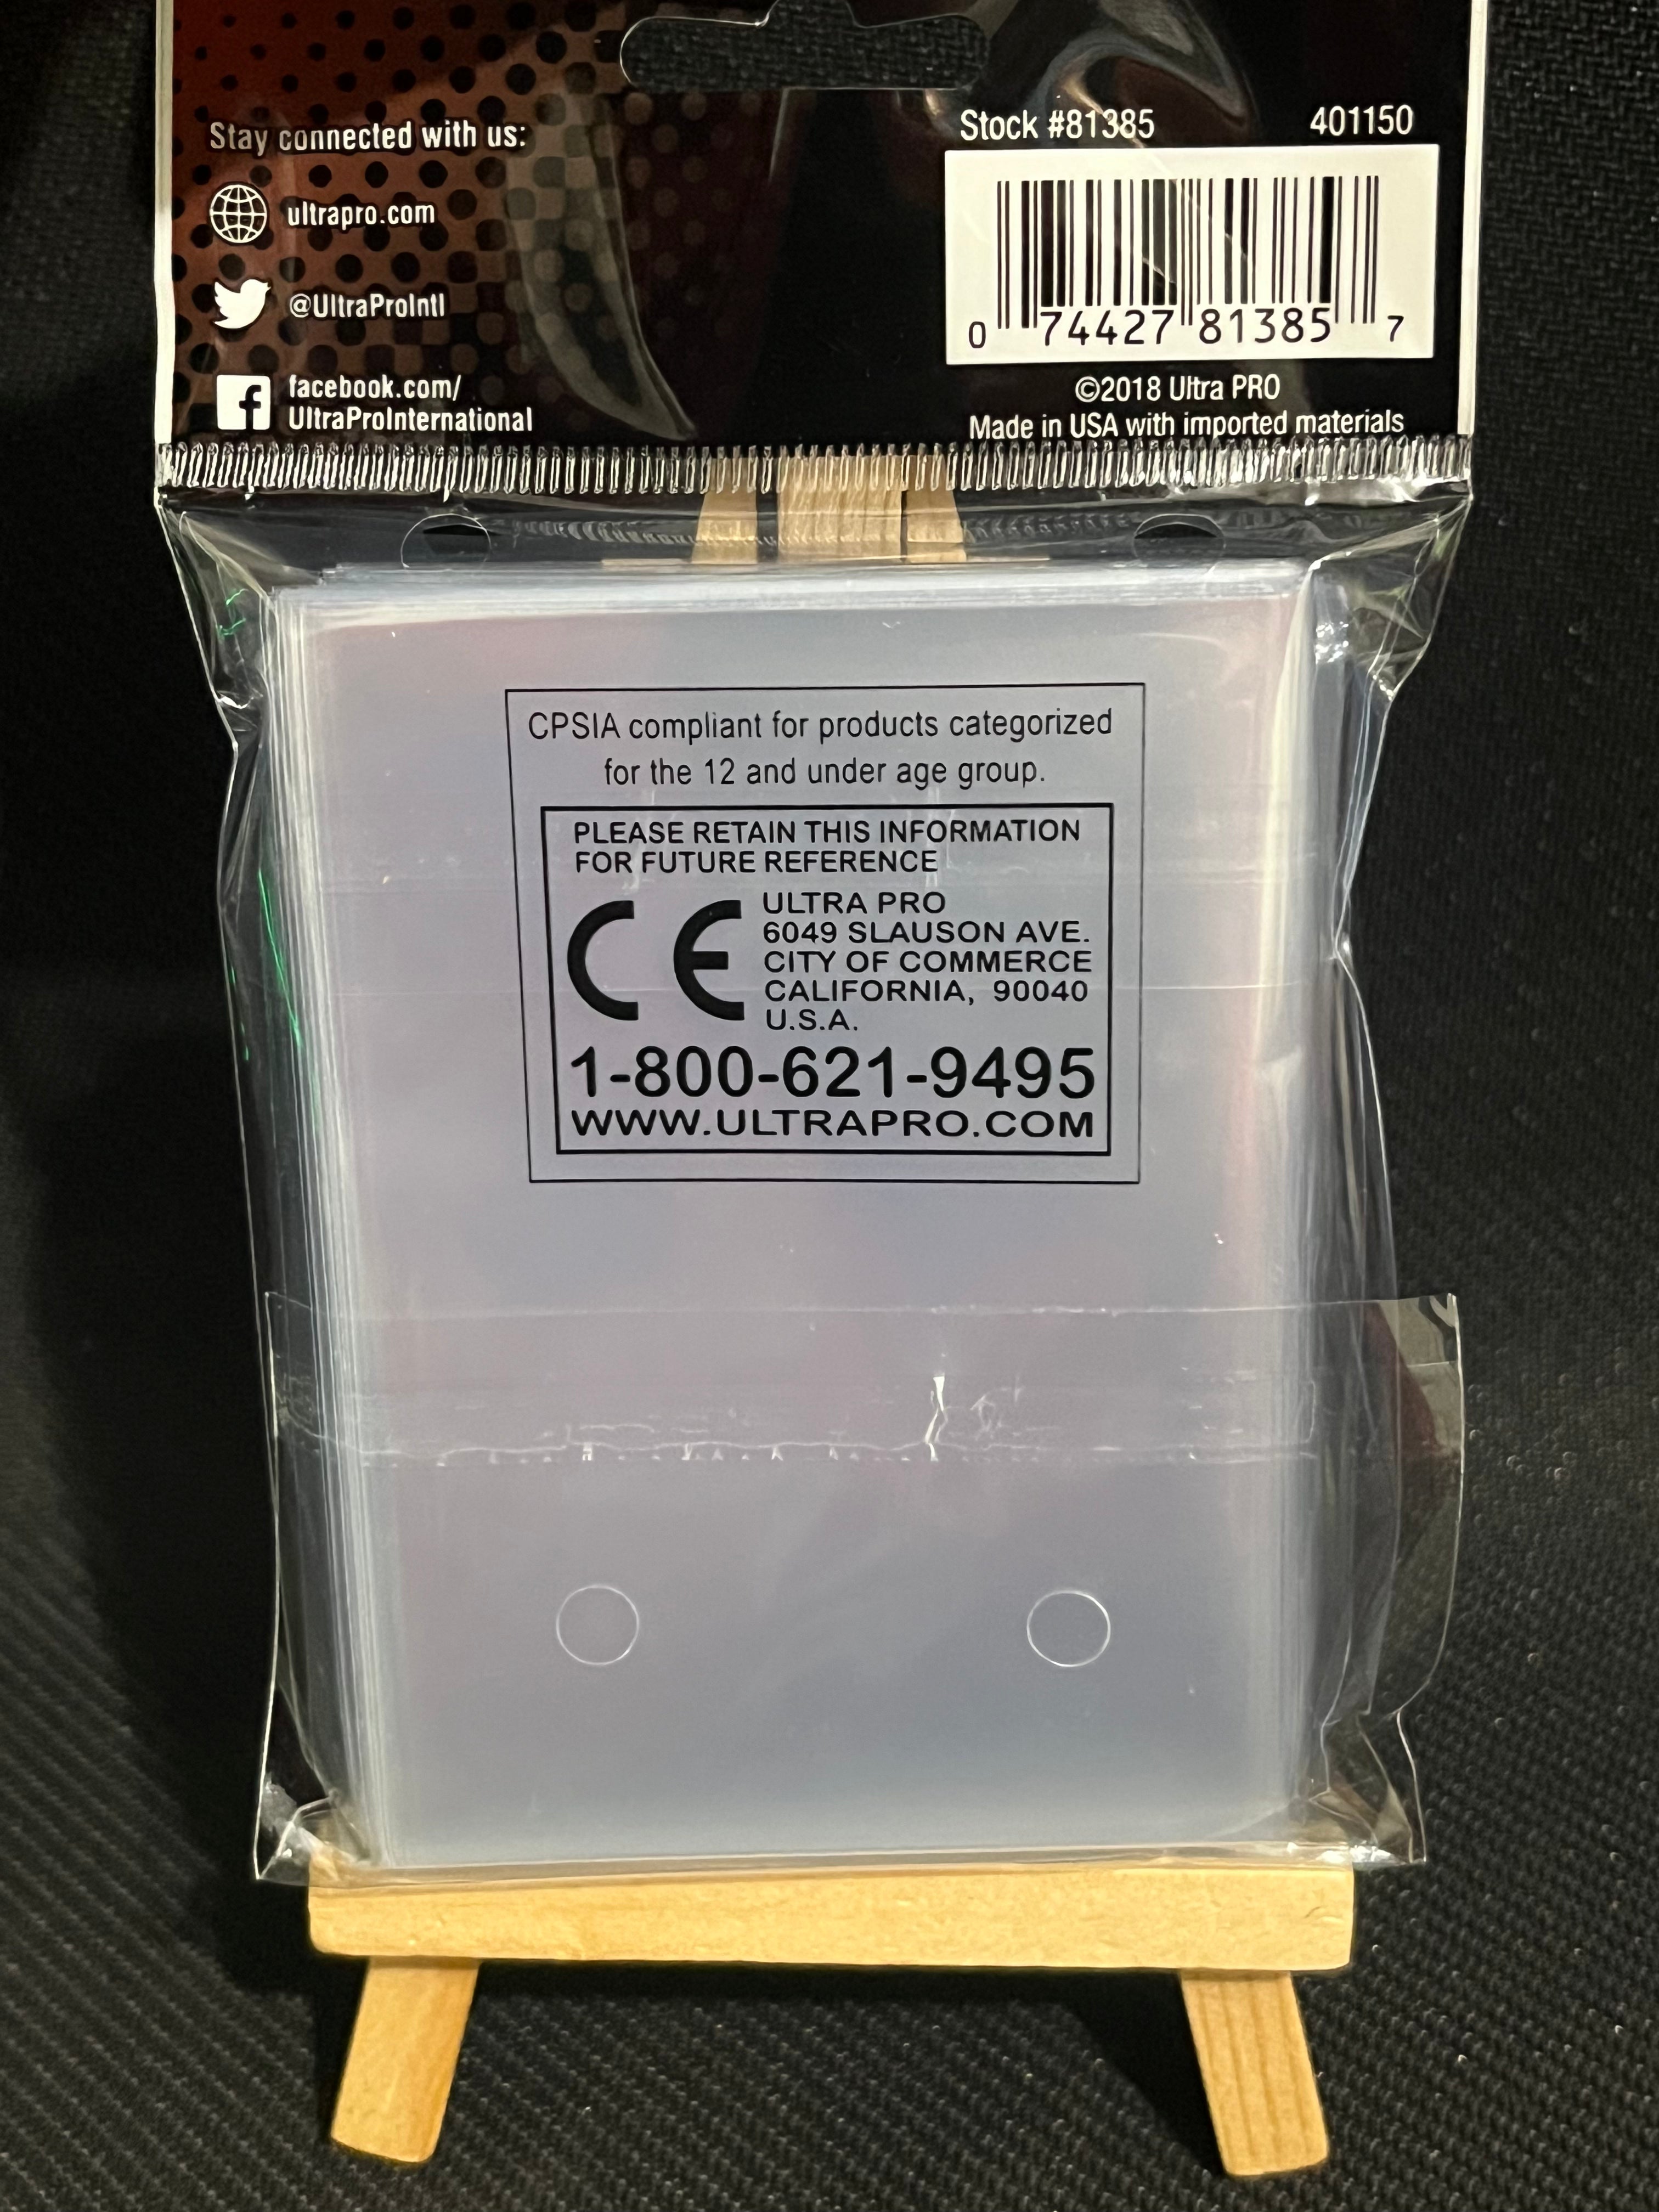 Stay connected with us:
ultrapro.com
@UltraProIntl
facebook.com/
UltraProInternational
Stock #81385 401150
0 74427 81385 7
©2018 Ultra PRO
Made in USA with imported materials
CPSIA compliant for products categorized
for the 12 and under age group.
PLEASE RETAIN THIS INFORMATION
FOR FUTURE REFERENCE
CE
ULTRA PRO
6049 SLAUSON AVE.
CITY OF COMMERCE
CALIFORNIA, 90040
U.S.A.
1-800-621-9495
WWW.ULTRAPRO.COM